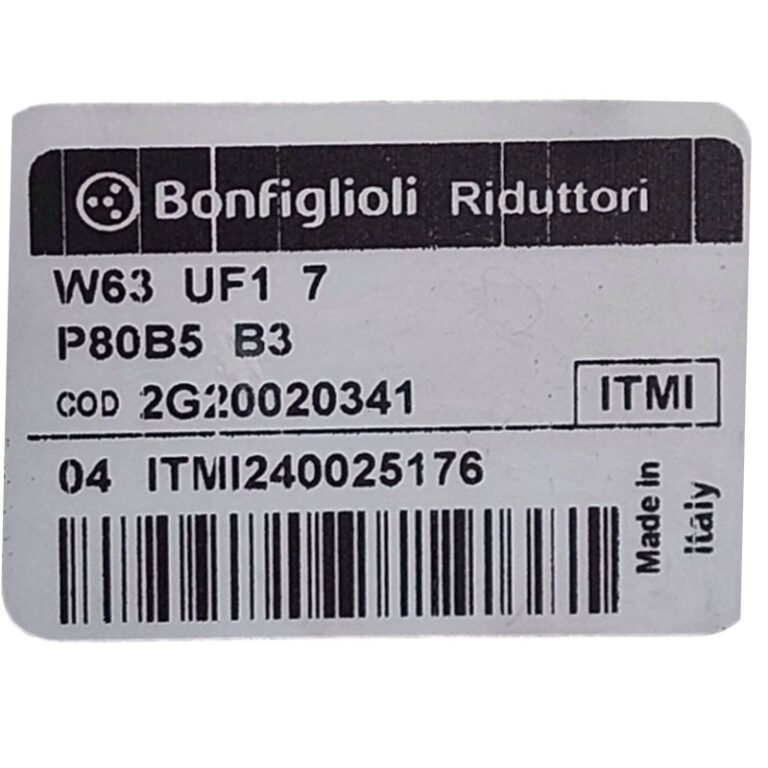 Bonfiglioli Riduttori
W63 UF1 7
P80B5 B3
COD 2G20020341
ITMI
04 ITMI240025176
Made in
Italy